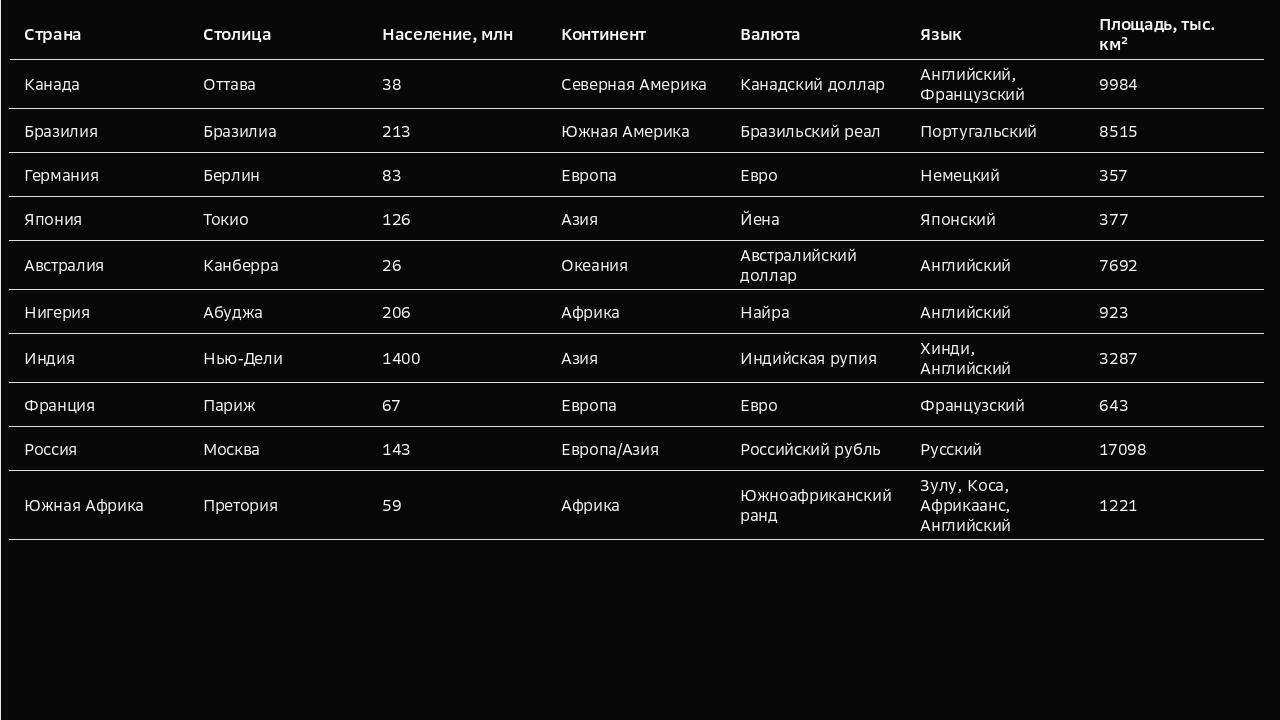 Страна Столица Население, млн Континент Валюта Язык Площадь, тыс. км²
Канада Оттава 38 Северная Америка Канадский доллар Английский, Французский 9984
Бразилия Бразилиа 213 Южная Америка Бразильский реал Португальский 8515
Германия Берлин 83 Европа Евро Немецкий 357
Япония Токио 126 Азия Йена Японский 377
Австралия Канберра 26 Океания Австралийский доллар Английский 7692
Нигерия Абуджа 206 Африка Найра Английский 923
Индия Нью-Дели 1400 Азия Индийская рупия Хинди, Английский 3287
Франция Париж 67 Европа Евро Французский 643
Россия Москва 143 Европа/Азия Российский рубль Русский 17098
Южная Африка Претория 59 Африка Южноафриканский ранд Зулу, Коса, Африкаанс, Английский 1221